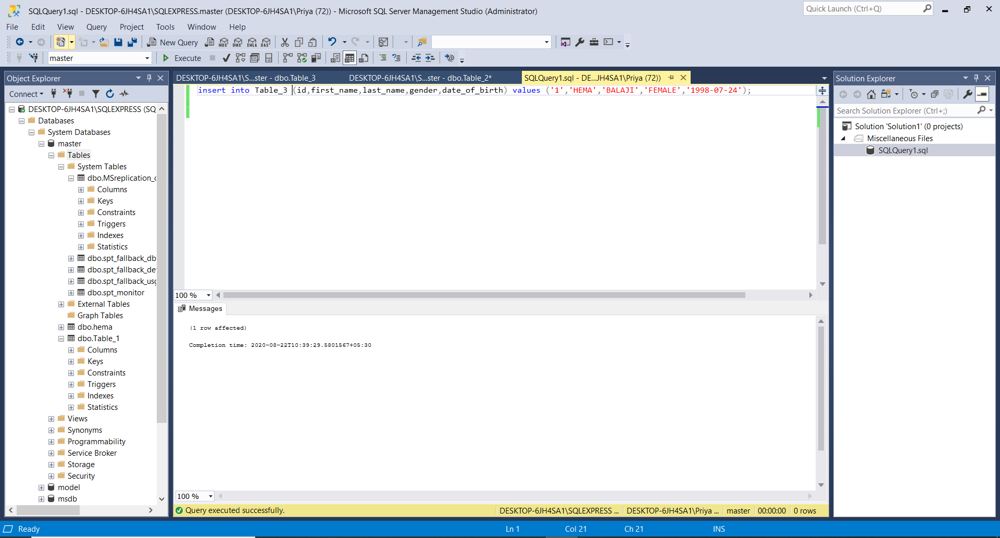 SQLQuery1.sql - DESKTOP-6JH4SA1\SQLEXPRESS.master (DESKTOP-6JH4SA1\Priya (72)) - Microsoft SQL Server Management Studio (Administrator)
Quick Launch (Ctrl+Q)
File Edit View Query Project Tools Window Help
New Query MDX DMX XMLA DAX
master Execute
Object Explorer
Connect
DESKTOP-6JH4SA1\SQLEXPRESS (SQ
Databases
System Databases
master
Tables
System Tables
dbo.MSreplication_o
Columns
Keys
Constraints
Triggers
Indexes
Statistics
dbo.spt_fallback_db
dbo.spt_fallback_de
dbo.spt_fallback_usg
dbo.spt_monitor
External Tables
Graph Tables
dbo.hema
dbo.Table_1
Columns
Keys
Constraints
Triggers
Indexes
Statistics
Views
Synonyms
Programmability
Service Broker
Storage
Security
model
msdb
DESKTOP-6JH4SA1\S...ster - dbo.Table_3
DESKTOP-6JH4SA1\S...ster - dbo.Table_2*
SQLQuery1.sql - DE...JH4SA1\Priya (72))
insert into Table_3 (id,first_name,last_name,gender,date_of_birth) values ('1','HEMA','BALAJI','FEMALE','1998-07-24');
100 %
Messages
(1 row affected)
Completion time: 2020-08-22T10:39:29.5801567+05:30
100 %
Query executed successfully.
DESKTOP-6JH4SA1\SQLEXPRESS ... DESKTOP-6JH4SA1\Priya ... master 00:00:00 0 rows
Solution Explorer
Search Solution Explorer (Ctrl+;)
Solution 'Solution1' (0 projects)
Miscellaneous Files
SQLQuery1.sql
Ready Ln 1 Col 21 Ch 21 INS